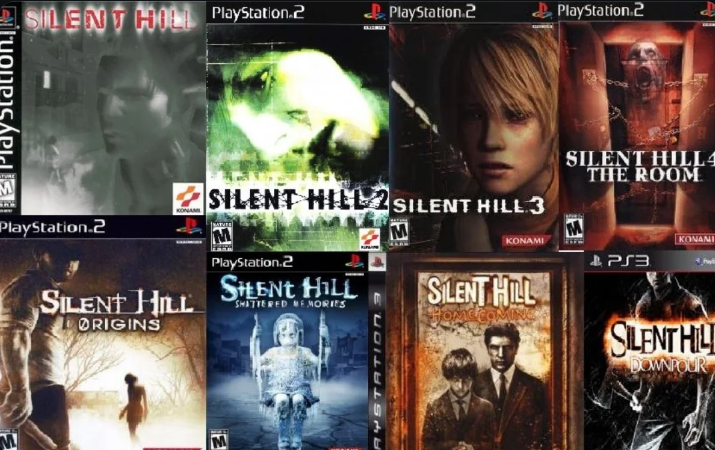 SILENT HILL
PlayStation
M
KONAMI
PlayStation.2
SILENT HILL 2
MATURE
M
KONAMI
PlayStation.2
SILENT HILL 3
M
KONAMI
PlayStation.2
SILENT HILL 4
THE ROOM
M
KONAMI
PlayStation.2
SILENT HILL
ORIGINS
M
PlayStation.2
SILENT HILL
SHATTERED MEMORIES
M
PLAYSTATION 3
SILENT HILL
HOMECOMING
PS3
SILENT HILL
DOWNPOUR